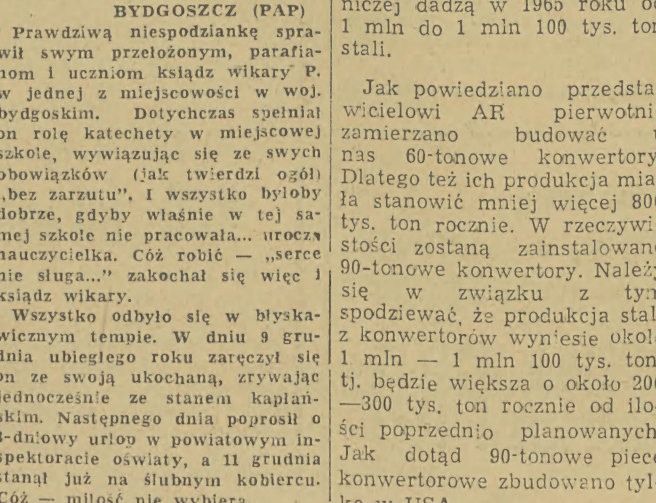 BYDGOSZCZ (PAP)
Prawdziwą niespodziankę spra-
wił swym przełożonym, parafia-
nom i uczniom ksiądz wikary P.
w jednej z miejscowości w woj.
bydgoskim. Dotychczas spełniał
on rolę katechety w miejscowej
szkole, wywiązując się ze swych
obowiązków (jak twierdzi ogół)
„bez zarzutu". I wszystko byłoby
dobrze, gdyby właśnie w tej sa-
mej szkole nie pracowała... urocza
nauczycielka. Cóż robić — „serce
nie sługa..." zakochał się więc i
ksiądz wikary.
Wszystko odbyło się w błyska-
wicznym tempie. W dniu 9 gru-
dnia ubiegłego roku zaręczył się
on ze swoją ukochaną, zrywając
jednocześnie ze stanem kapłań-
skim. Następnego dnia poprosił o
3-dniowy urlop w powiatowym in-
spektoracie oświaty, a 11 grudnia
stanął już na ślubnym kobiercu.
Cóż — miłość nie wybiera
niczej dadzą w 1965 roku od
1 mln do 1 mln 100 tys. ton
stali.
Jak powiedziano przedsta-
wicielowi AR pierwotnie
zamierzano budować u
nas 60-tonowe konwertory.
Dlatego też ich produkcja mia-
ła stanowić mniej więcej 800
tys. ton rocznie. W rzeczywi-
stości zostaną zainstalowane
90-tonowe konwertory. Należy
się w związku z tym
spodziewać, że produkcja stali
z konwertorów wyniesie około
1 mln — 1 mln 100 tys. ton,
tj. będzie większa o około 200
—300 tys. ton rocznie od ilo-
ści poprzednio planowanych.
Jak dotąd 90-tonowe piece
konwertorowe zbudowano tyl-
ko w USA